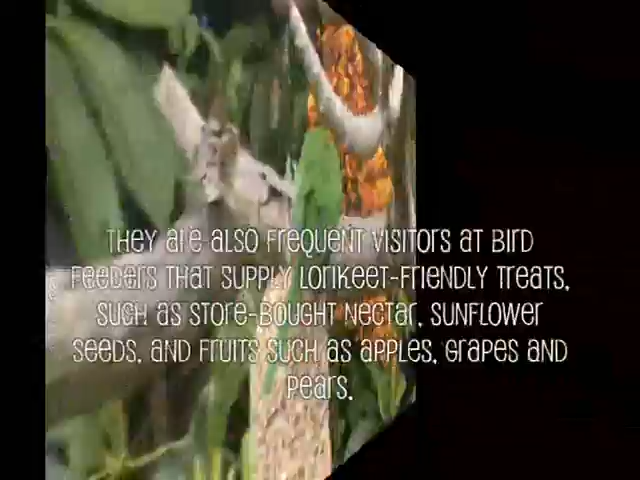 They are also frequent visitors at bird
feeders that supply lorikeet-friendly treats,
such as store-bought nectar, sunflower
seeds, and fruits such as apples, grapes and
pears.